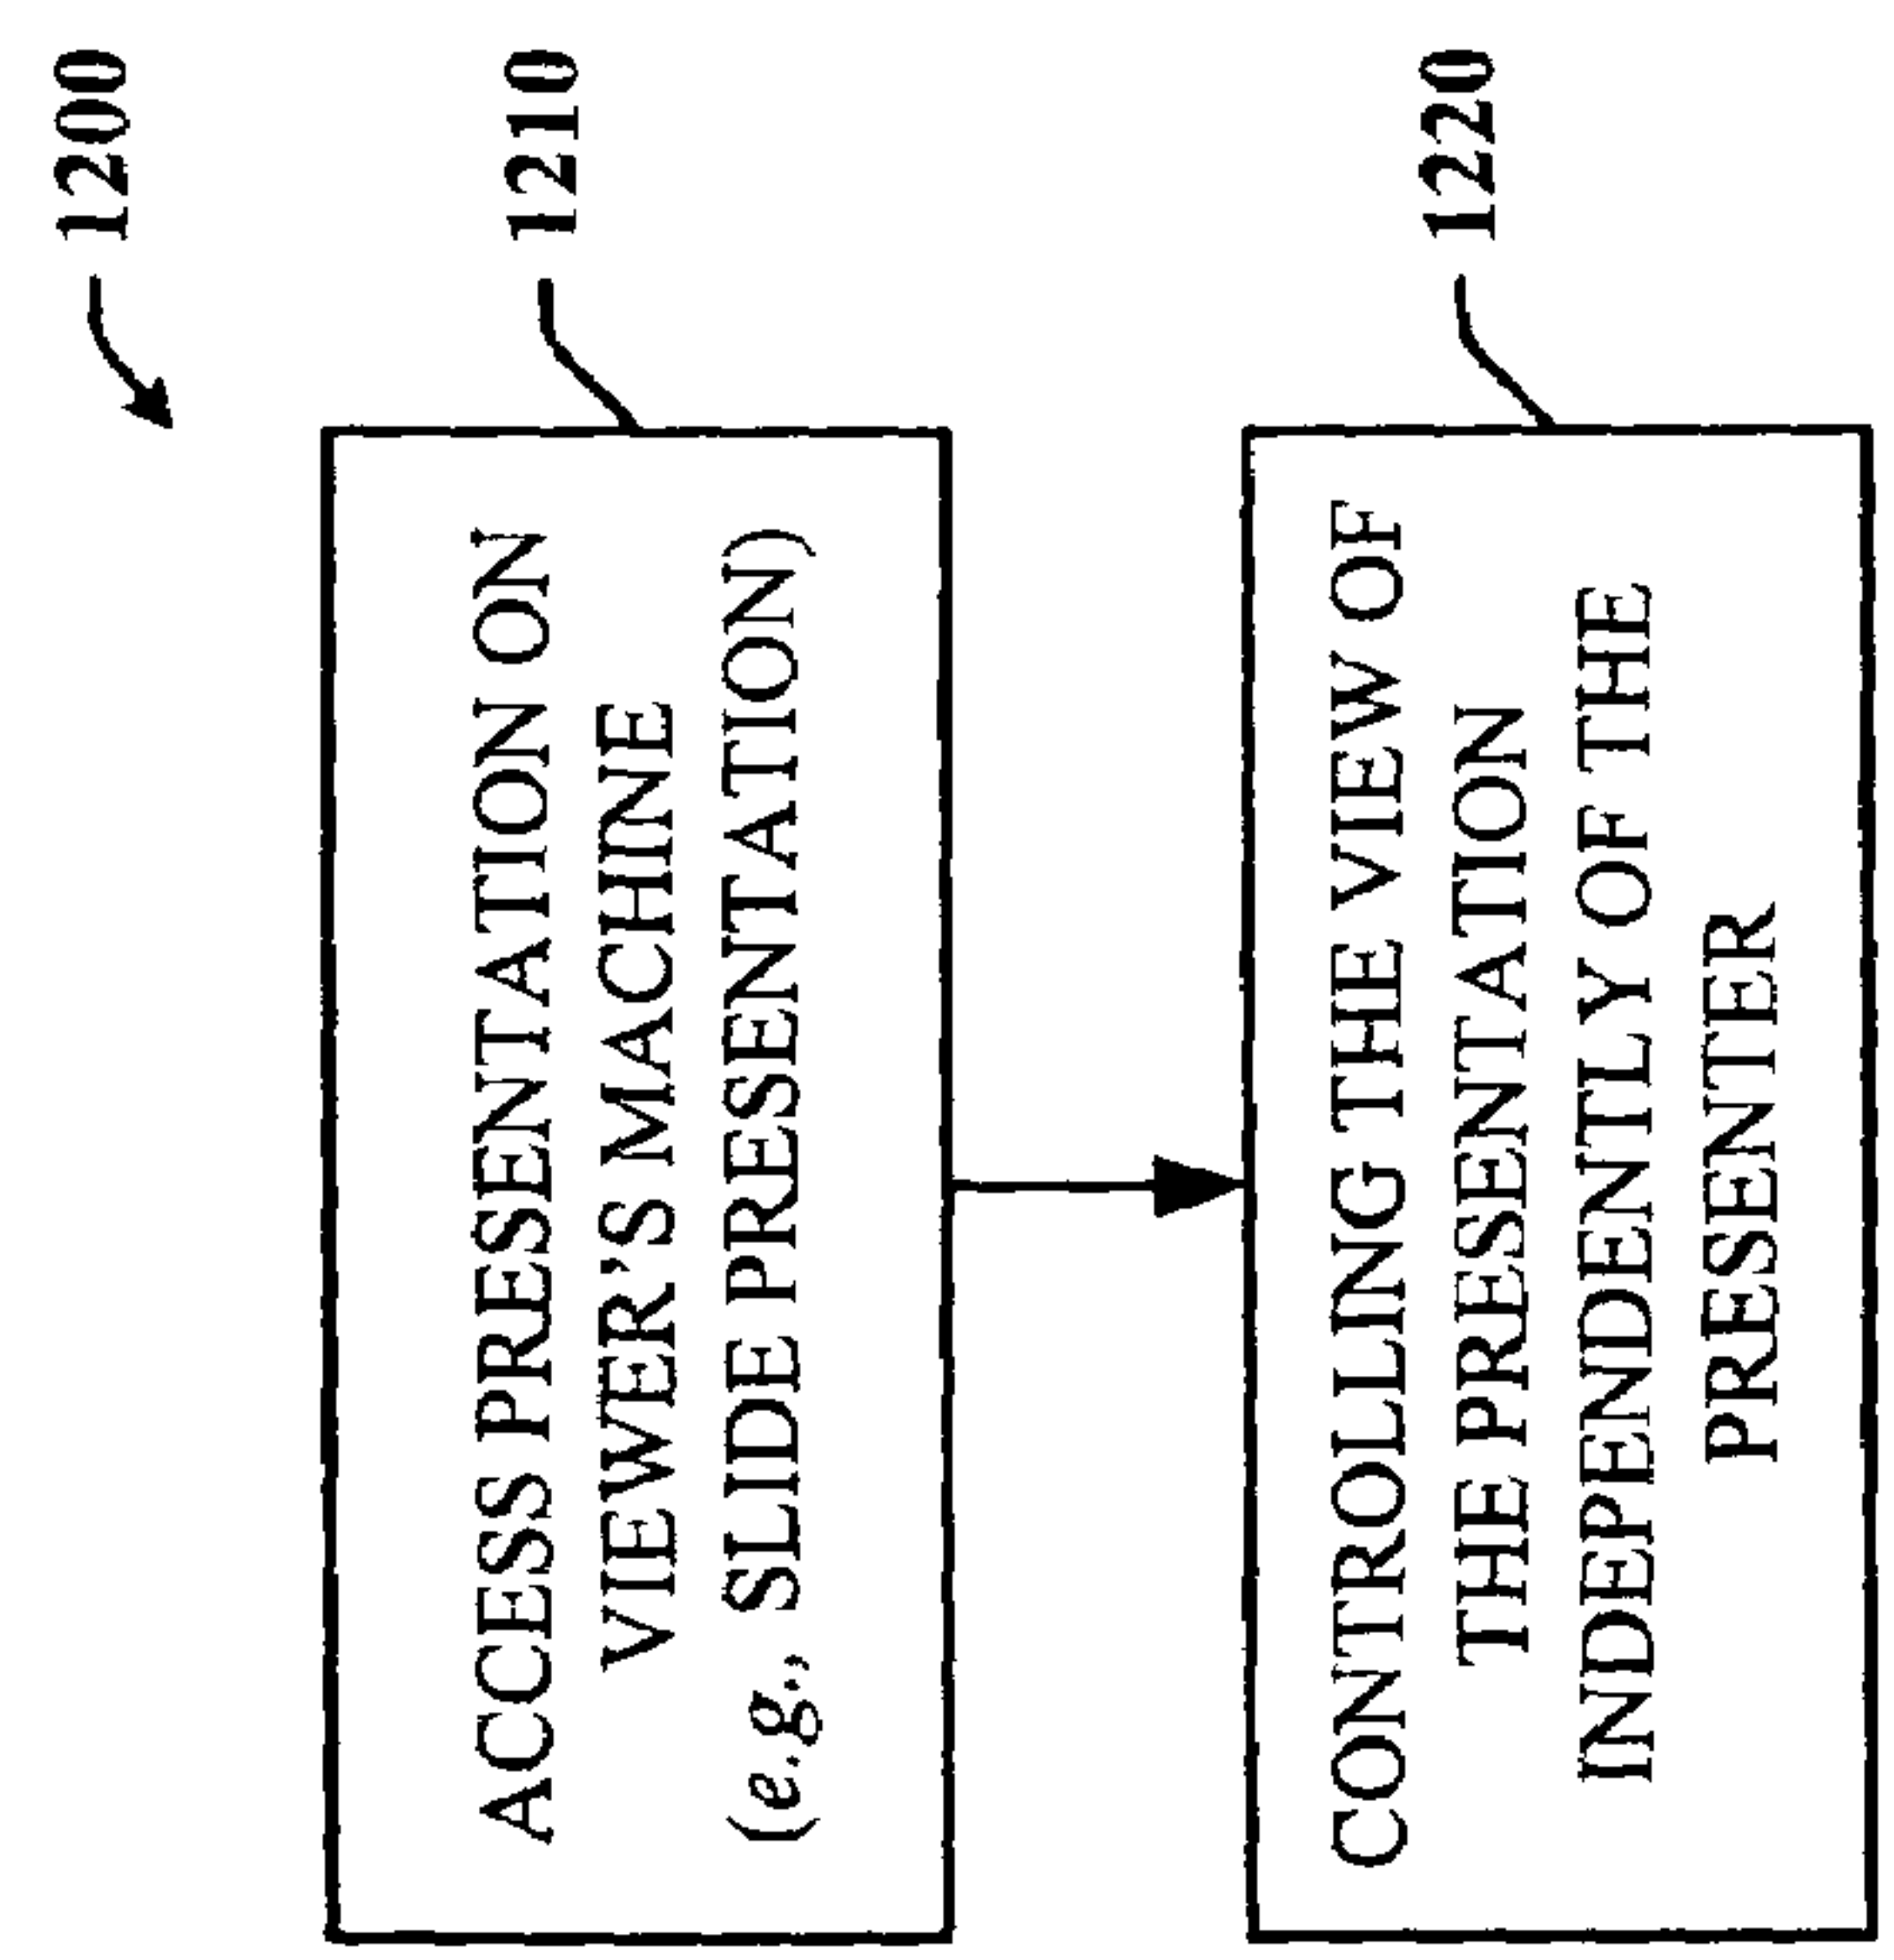 1200
ACCESS PRESENTATION ON
VIEWER'S MACHINE
(e.g., SLIDE PRESENTATION)
1210
CONTROLLING THE VIEW OF
THE PRESENTATION
INDEPENDENTLY OF THE
PRESENTER
1220